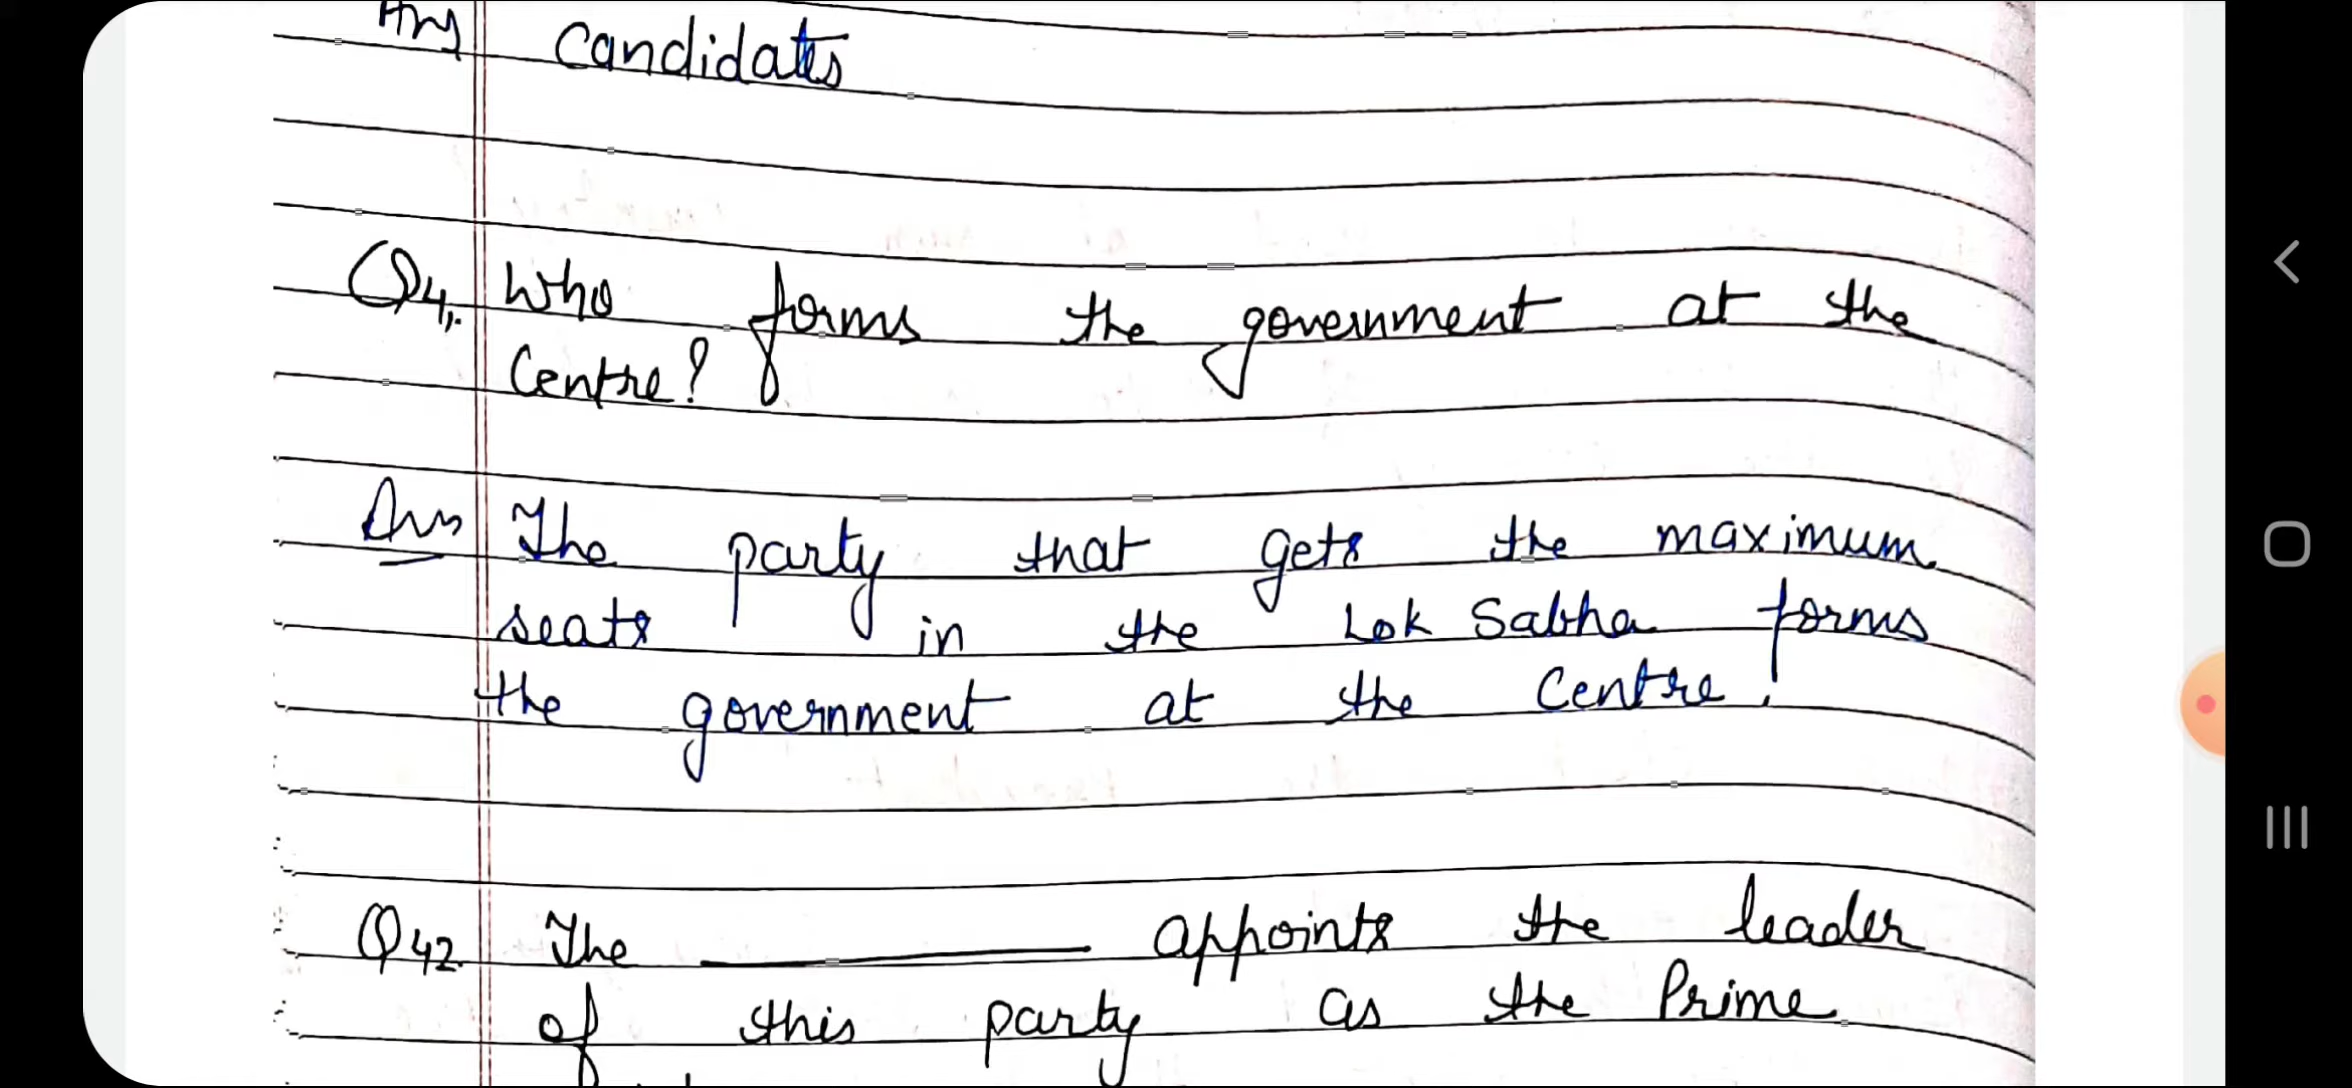 Ans candidates
Q41. Who forms the government at the
Centre?
Ans The party that gets the maximum
seats in the Lok Sabha forms
the government at the Centre.
Q42. The ________ appoints the leader
of this party as the Prime